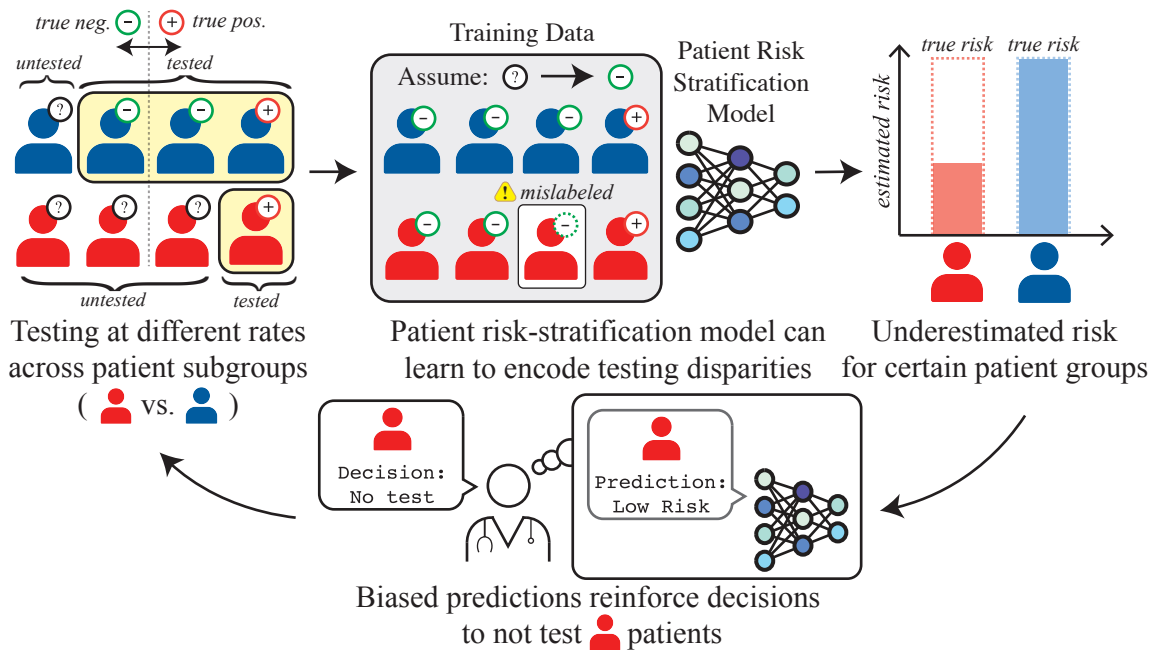 true neg. - + true pos.
untested tested
? - - +
? ? ? +
untested tested
Testing at different rates
across patient subgroups
( vs. )
Training Data
Assume: ? -
- - - +
! mislabeled
- - - +
Patient Risk
Stratification
Model
Patient risk-stratification model can
learn to encode testing disparities
true risk true risk
estimated risk
Underestimated risk
for certain patient groups
Decision:
No test
Prediction:
Low Risk
Biased predictions reinforce decisions
to not test patients